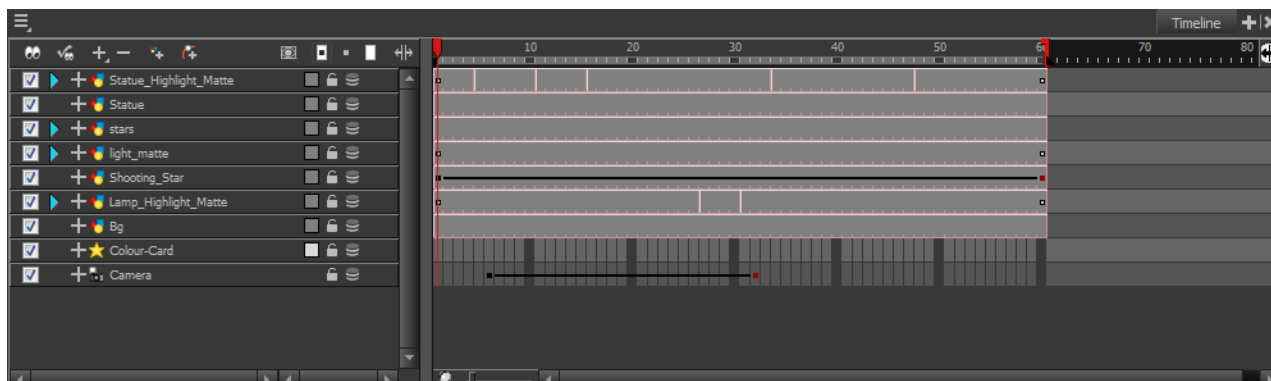 Timeline
10 20 30 40 50 60 70 80
Statue_Highlight_Matte
Statue
stars
light_matte
Shooting_Star
Lamp_Highlight_Matte
Bg
Colour-Card
Camera